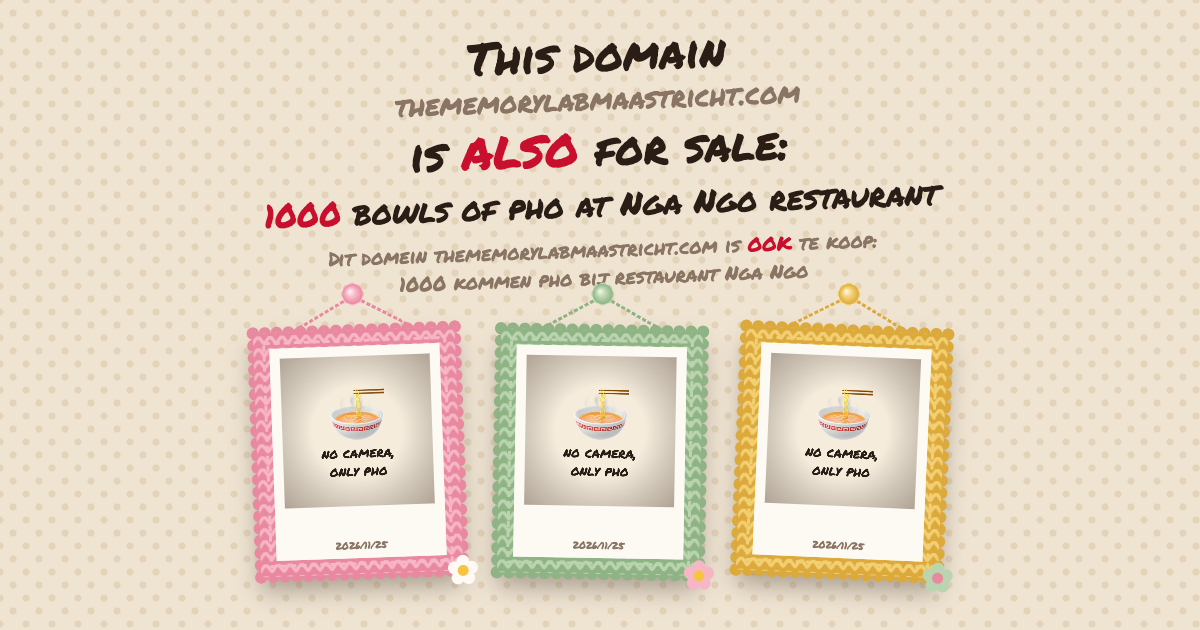 THIS DOMAIN
THEMEMORYLABMAASTRICHT.COM
IS ALSO FOR SALE:
1000 BOWLS OF PHO AT NGA NGO RESTAURANT
DIT DOMEIN THEMEMORYLABMAASTRICHT.COM IS OOK TE KOOP:
1000 KOMMEN PHO BIJ RESTAURANT NGA NGO
NO CAMERA,
ONLY PHO
2026/11/25
NO CAMERA,
ONLY PHO
2026/11/25
NO CAMERA,
ONLY PHO
2026/11/25